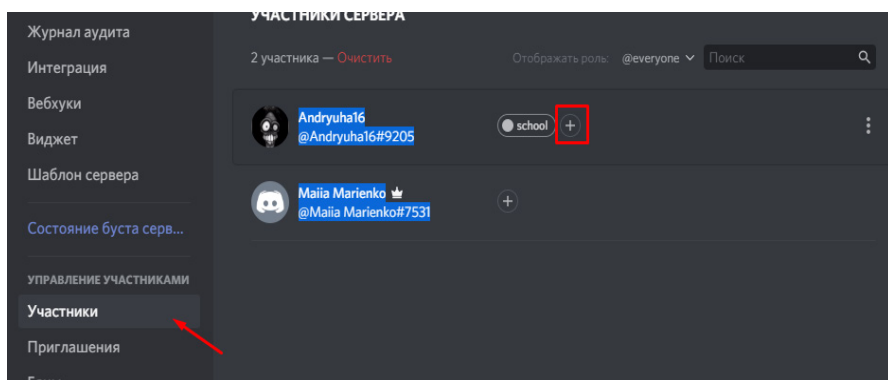 Журнал аудита
Интеграция
Вебхуки
Виджет
Шаблон сервера
Состояние буста серв...
УПРАВЛЕНИЕ УЧАСТНИКАМИ
Участники
Приглашения
УЧАСТНИКИ СЕРВЕРА
2 участника — Очистить
Отображать роль: @everyone
Поиск
Andryuha16
@Andryuha16#9205
school
Maiia Marienko
@Maiia Marienko#7531